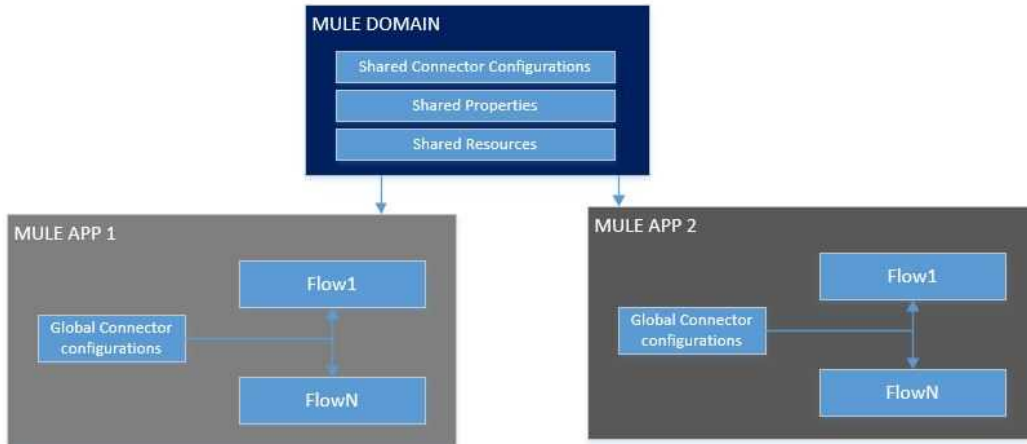 MULE DOMAIN
Shared Connector Configurations
Shared Properties
Shared Resources
MULE APP 1
Flow1
Global Connector
configurations
FlowN
MULE APP 2
Flow1
Global Connector
configurations
FlowN